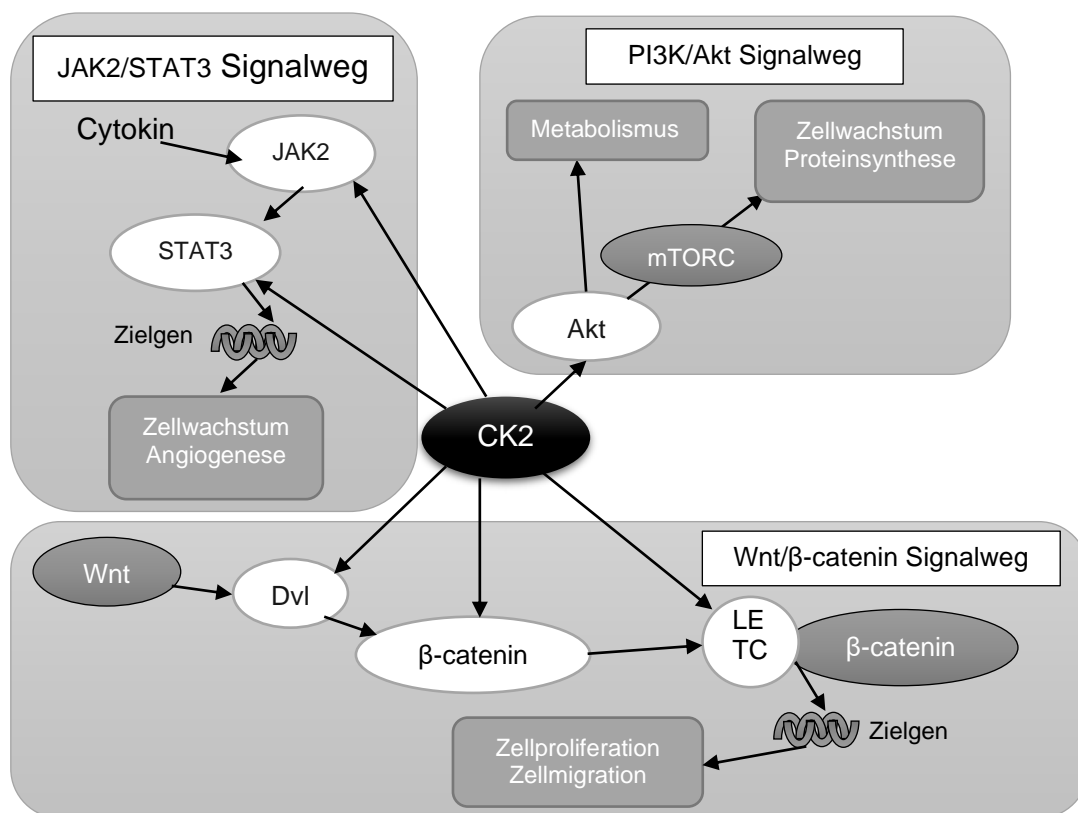 JAK2/STAT3 Signalweg
Cytokin
JAK2
STAT3
Zielgen
Zellwachstum
Angiogenese
PI3K/Akt Signalweg
Metabolismus
Zellwachstum
Proteinsynthese
mTORC
Akt
CK2
Wnt/β-catenin Signalweg
Wnt
Dvl
β-catenin
LE
TC
β-catenin
Zielgen
Zellproliferation
Zellmigration